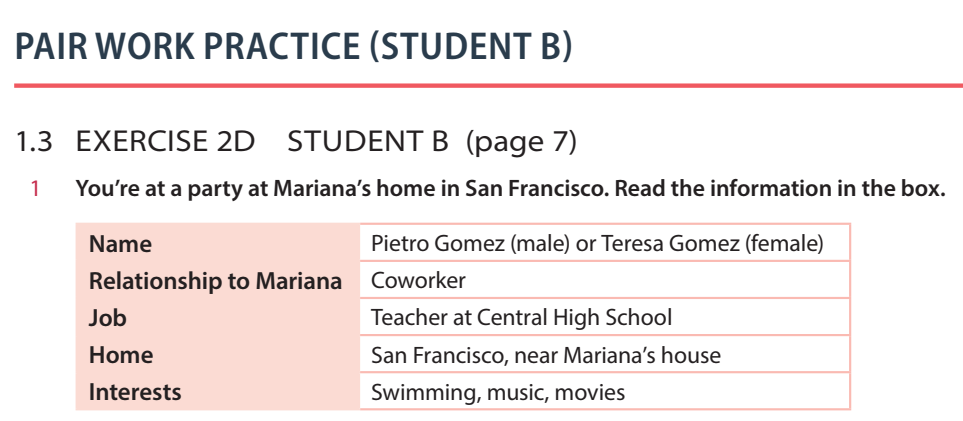 PAIR WORK PRACTICE (STUDENT B)
1.3 EXERCISE 2D STUDENT B (page 7)
1 You're at a party at Mariana's home in San Francisco. Read the information in the box.
Name Pietro Gomez (male) or Teresa Gomez (female)
Relationship to Mariana Coworker
Job Teacher at Central High School
Home San Francisco, near Mariana's house
Interests Swimming, music, movies